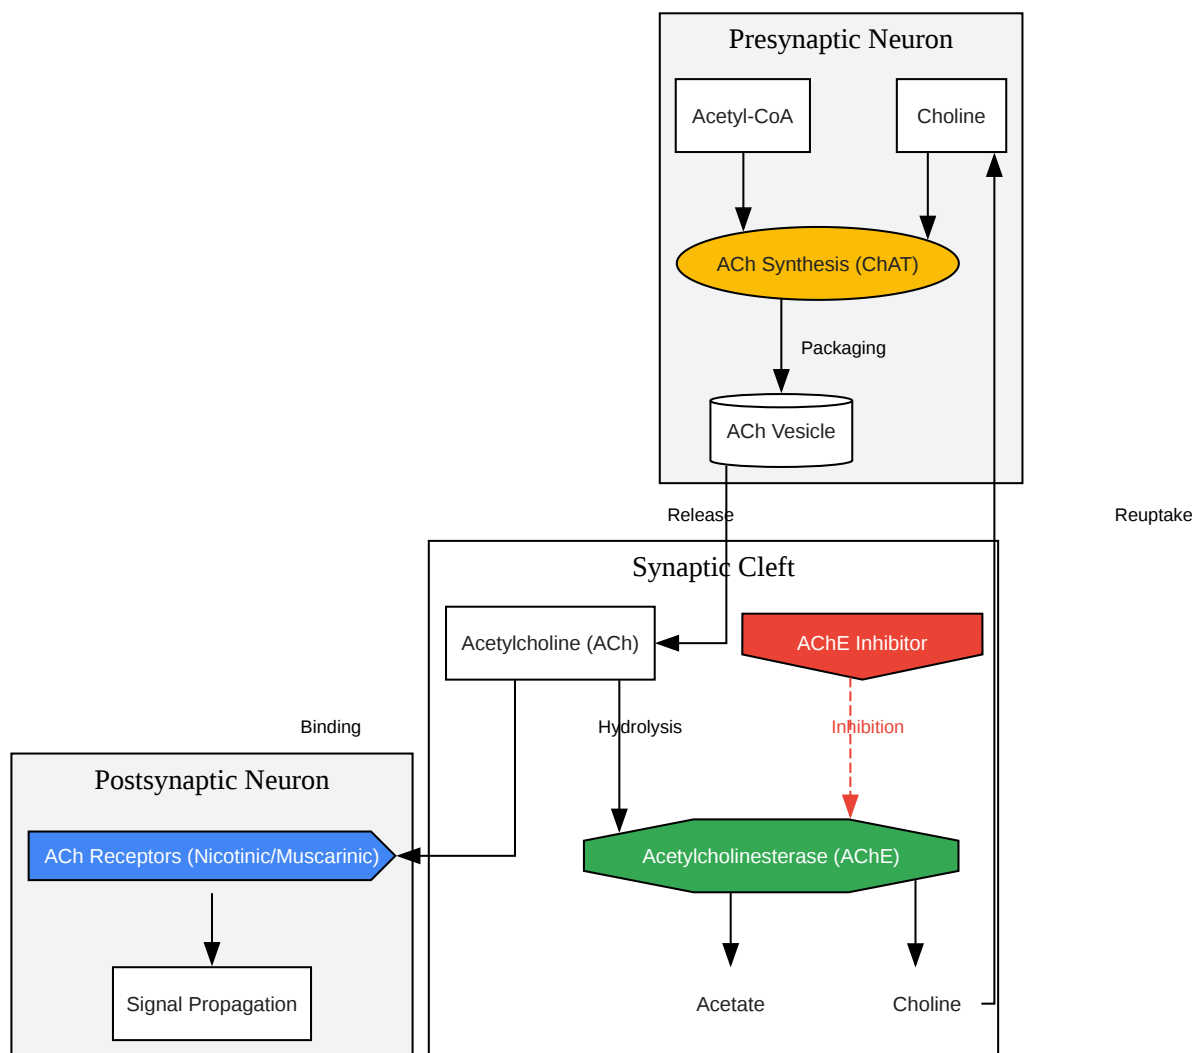 Presynaptic Neuron
Acetyl-CoA
Choline
ACh Synthesis (ChAT)
Packaging
ACh Vesicle
Release
Reuptake
Synaptic Cleft
Acetylcholine (ACh)
AChE Inhibitor
Binding
Hydrolysis
Inhibition
Postsynaptic Neuron
ACh Receptors (Nicotinic/Muscarinic)
Acetylcholinesterase (AChE)
Signal Propagation
Acetate
Choline